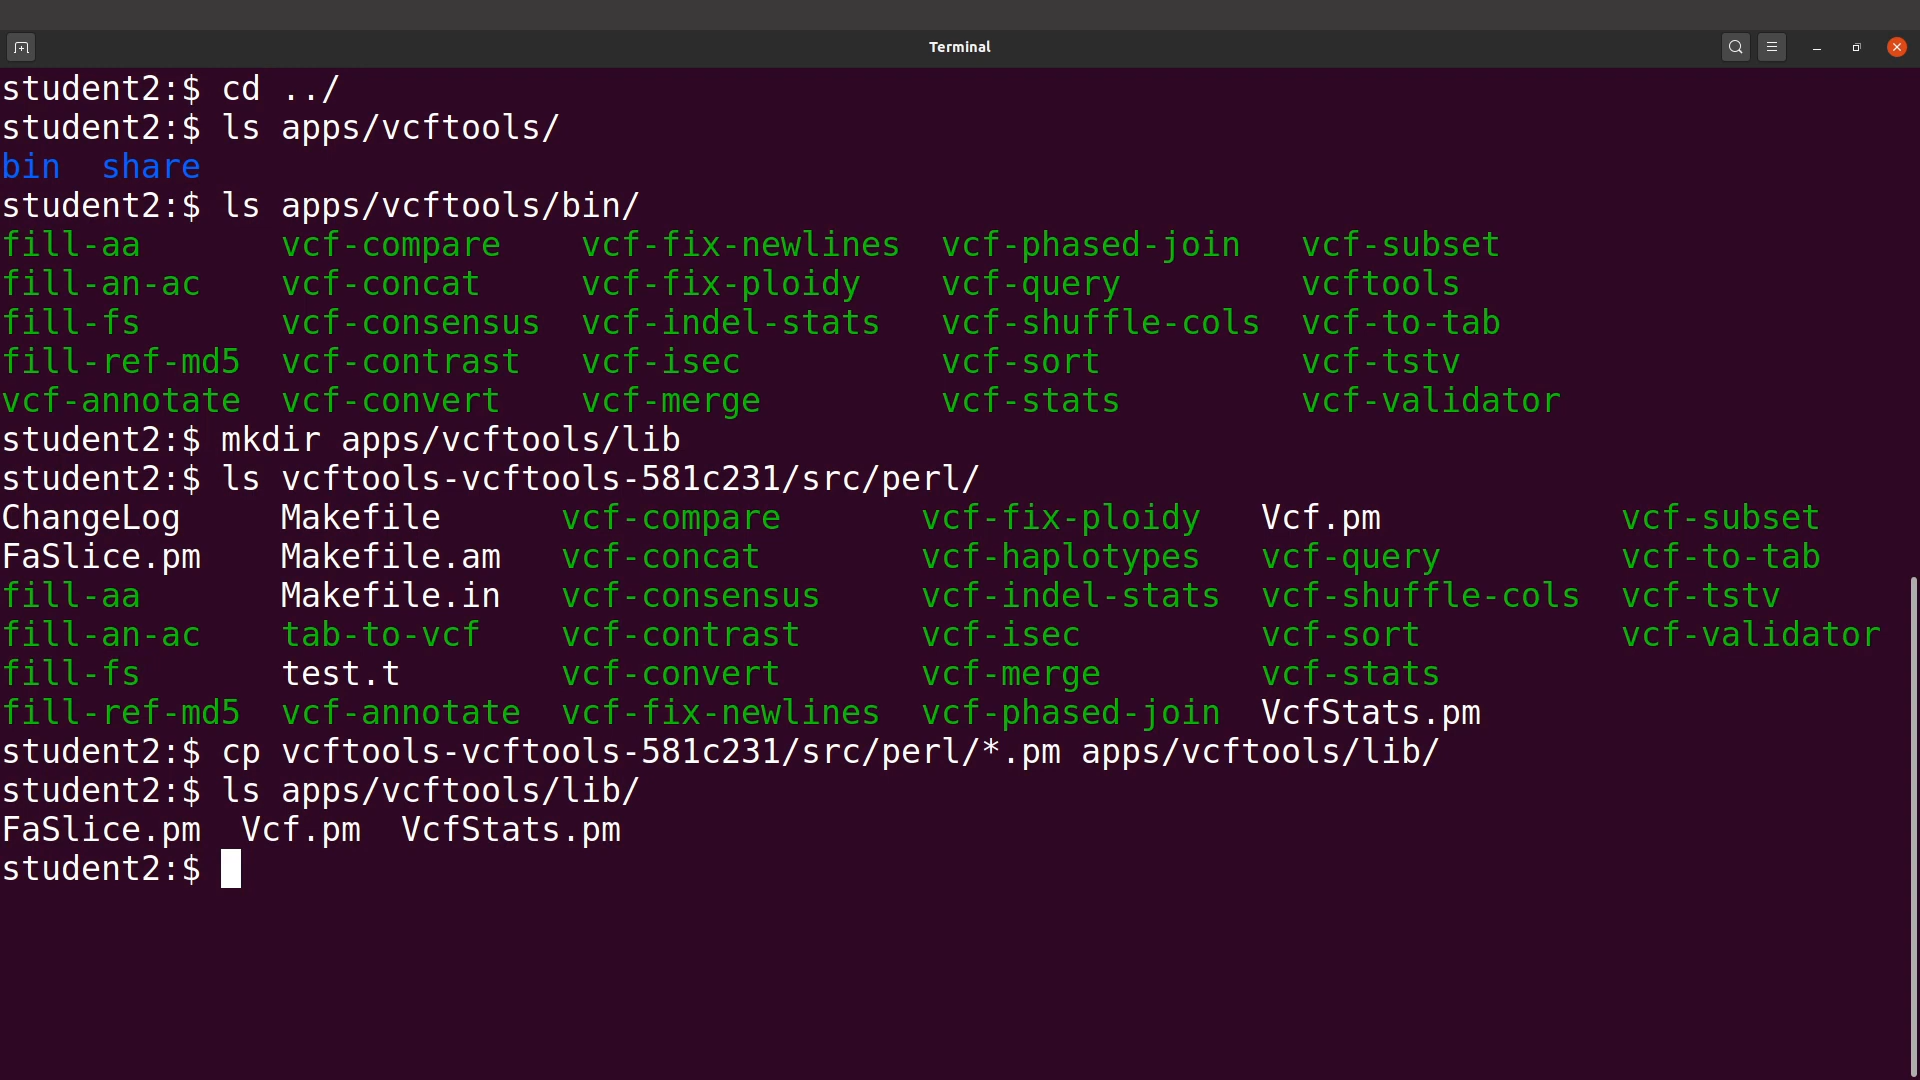 Terminal
student2:$ cd ../
student2:$ ls apps/vcftools/
bin  share
student2:$ ls apps/vcftools/bin/
fill-aa       vcf-compare    vcf-fix-newlines  vcf-phased-join   vcf-subset
fill-an-ac    vcf-concat     vcf-fix-ploidy    vcf-query         vcftools
fill-fs       vcf-consensus  vcf-indel-stats   vcf-shuffle-cols  vcf-to-tab
fill-ref-md5  vcf-contrast   vcf-isec          vcf-sort          vcf-tstv
vcf-annotate  vcf-convert    vcf-merge         vcf-stats         vcf-validator
student2:$ mkdir apps/vcftools/lib
student2:$ ls vcftools-vcftools-581c231/src/perl/
ChangeLog     Makefile      vcf-compare       vcf-fix-ploidy   Vcf.pm            vcf-subset
FaSlice.pm    Makefile.am   vcf-concat        vcf-haplotypes   vcf-query         vcf-to-tab
fill-aa       Makefile.in   vcf-consensus     vcf-indel-stats  vcf-shuffle-cols  vcf-tstv
fill-an-ac    tab-to-vcf    vcf-contrast      vcf-isec         vcf-sort          vcf-validator
fill-fs       test.t        vcf-convert       vcf-merge        vcf-stats
fill-ref-md5  vcf-annotate  vcf-fix-newlines  vcf-phased-join  VcfStats.pm
student2:$ cp vcftools-vcftools-581c231/src/perl/*.pm apps/vcftools/lib/
student2:$ ls apps/vcftools/lib/
FaSlice.pm  Vcf.pm  VcfStats.pm
student2:$